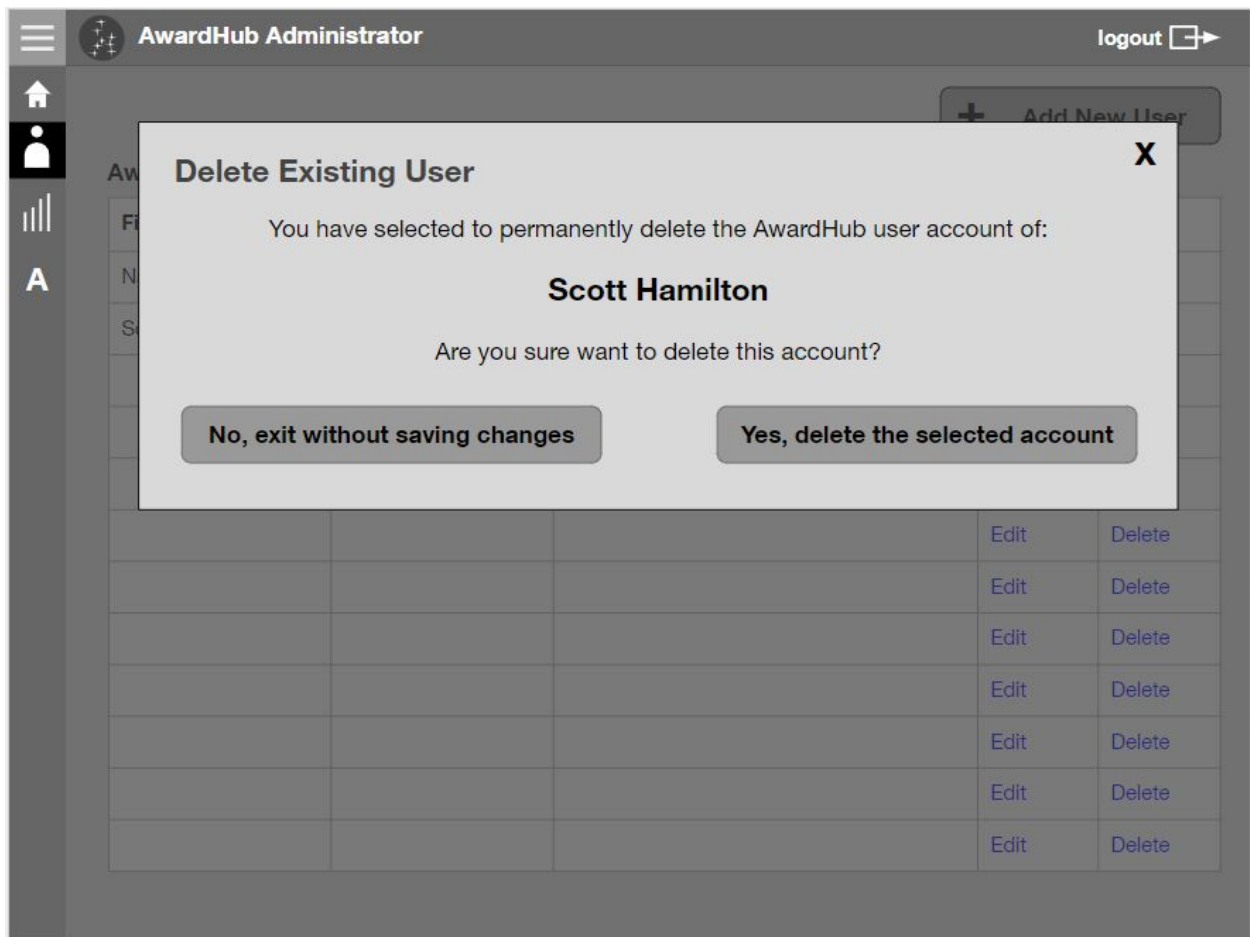 AwardHub Administrator
logout
Add New User
Aw
Delete Existing User
X
Fi
You have selected to permanently delete the AwardHub user account of:
N
Scott Hamilton
Are you sure want to delete this account?
No, exit without saving changes
Yes, delete the selected account
A
Edit Delete
Edit Delete
Edit Delete
Edit Delete
Edit Delete
Edit Delete
Edit Delete